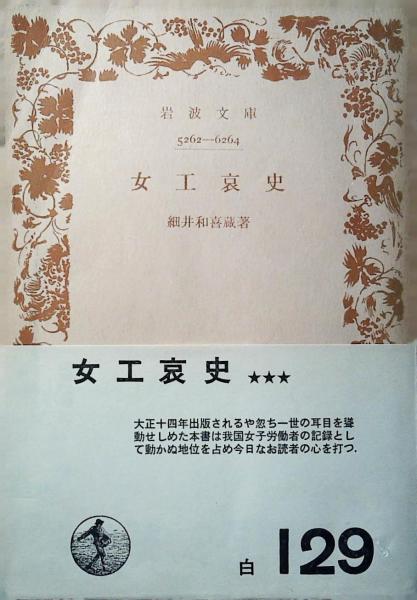 岩波文庫
5262—6264
女工哀史
細井和喜蔵著
女工哀史 ★★★
大正十四年出版されるや忽ち一世の耳目を聳
動せしめた本書は我国女子労働者の記録とし
て動かぬ地位を占め今日なお読者の心を打つ.
白 129